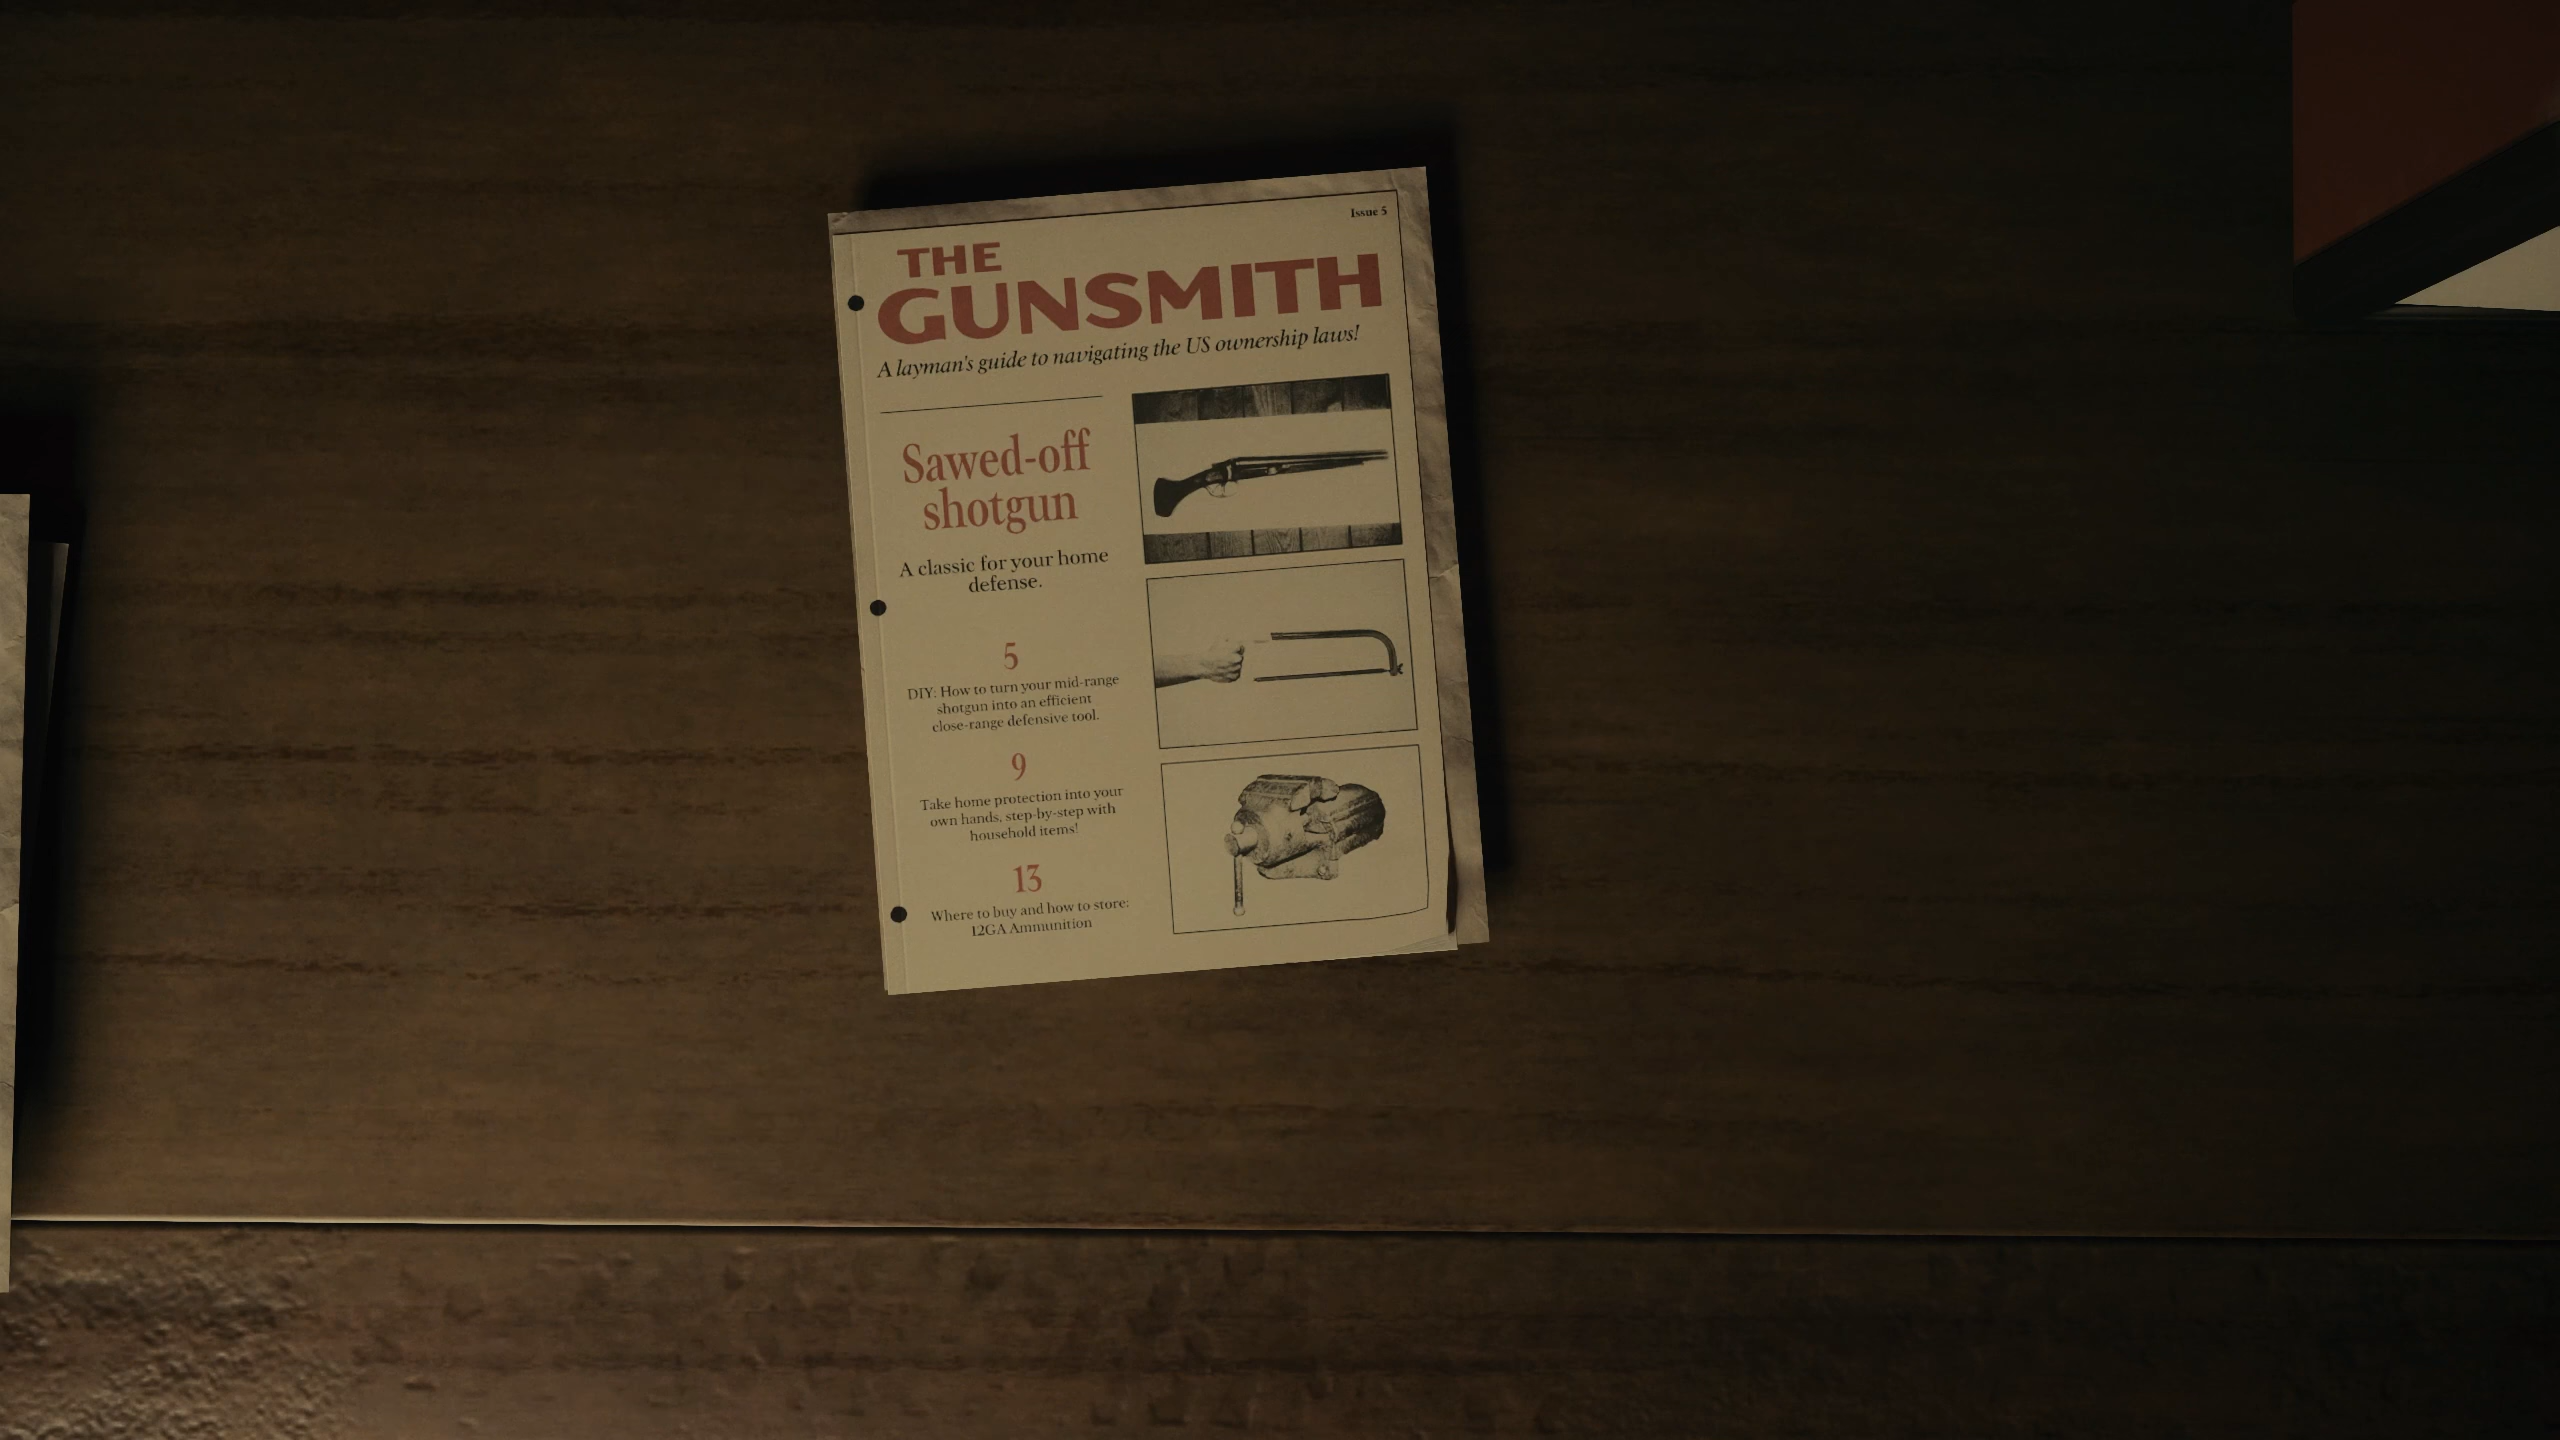 Issue 5
THE
GUNSMITH
A layman's guide to navigating the US ownership laws!
Sawed-off
shotgun
A classic for your home
defense.
5
DIY: How to turn your mid-range
shotgun into an efficient
close-range defensive tool.
9
Take home protection into your
own hands, step-by-step with
household items!
13
Where to buy and how to store:
12GA Ammunition